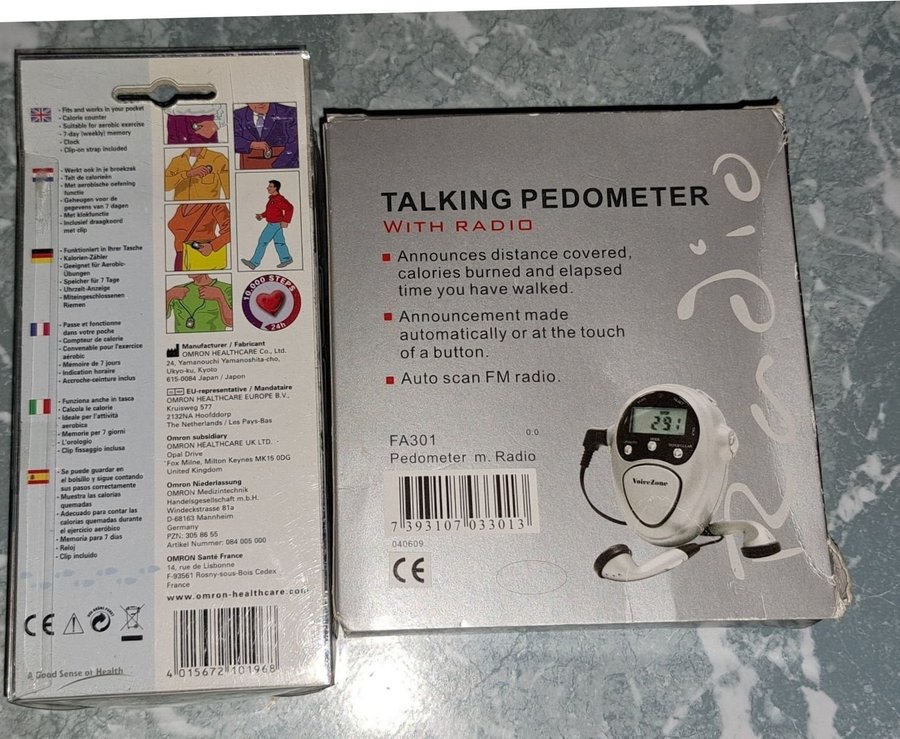 - Fits and works in your pocket
- Calorie counter
- Suitable for aerobic exercise
- 7-day (weekly) memory
- Clock
- Clip-on strap included
- Werkt ook in je broekzak
- Telt de calorieën
- Met aerobische oefening
functie
- Geheugen voor de
gegevens van 7 dagen
- Met klokfunctie
- Inclusief draagkoord
met clip
- Funktioniert in Ihrer Tasche
- Kalorien-Zähler
- Geeignet für Aerobic-
Übungen
- Speicher für 7 Tage
- Uhrzeit-Anzeige
- Miteingeschlossenen
Riemen
- Passe et fonctionne
dans votre poche
- Compteur de calorie
- Convenable pour l'exercise
aérobic
- Mémoire de 7 jours
- Indication horaire
- Accroche-ceinture inclus
- Funziona anche in tasca
- Calcola le calorie
- Ideale per l'attività
aerobica
- Memorie per 7 giorni
- L'orologio
- Clip fissaggio inclusa
- Se puede guardar en
el bolsillo y sigue contando
sus pasos correctamente
- Muestra las calorías
quemadas
- Adecuado para contar las
calorías quemadas durante
el ejercicio aeróbico
- Memoria para 7 días
- Reloj
- Clip incluido
CE
A Good Sense of Health
10,000 STEPS
24h
Manufacturer / Fabricant
OMRON HEALTHCARE Co., Ltd.
24, Yamanouchi Yamanoshita-cho,
Ukyo-ku, Kyoto
615-0084 Japan / Japon
EU-representative / Mandataire
OMRON HEALTHCARE EUROPE B.V.,
Kruisweg 577
2132NA Hoofddorp
The Netherlands / Les Pays-Bas
Omron subsidiary
OMRON HEALTHCARE UK LTD.
Opal Drive
Fox Milne, Milton Keynes MK15 0DG
United Kingdom
Omron Niederlassung
OMRON Medizintechnik
Handelsgesellschaft m.b.H.
Windeckstrasse 81a
D-68163 Mannheim
Germany
PZN: 305 86 55
Artikel Nummer: 084 005 000
OMRON Santé France
14, rue de Lisbonne
F-93561 Rosny-sous-Bois Cedex
France
www.omron-healthcare.com
4 015672 101968
TALKING PEDOMETER
WITH RADIO
Announces distance covered,
calories burned and elapsed
time you have walked.
Announcement made
automatically or at the touch
of a button.
Auto scan FM radio.
FA301 0:0
Pedometer m. Radio
7 393107 033013
040609
CE
VoiceZone
Radio